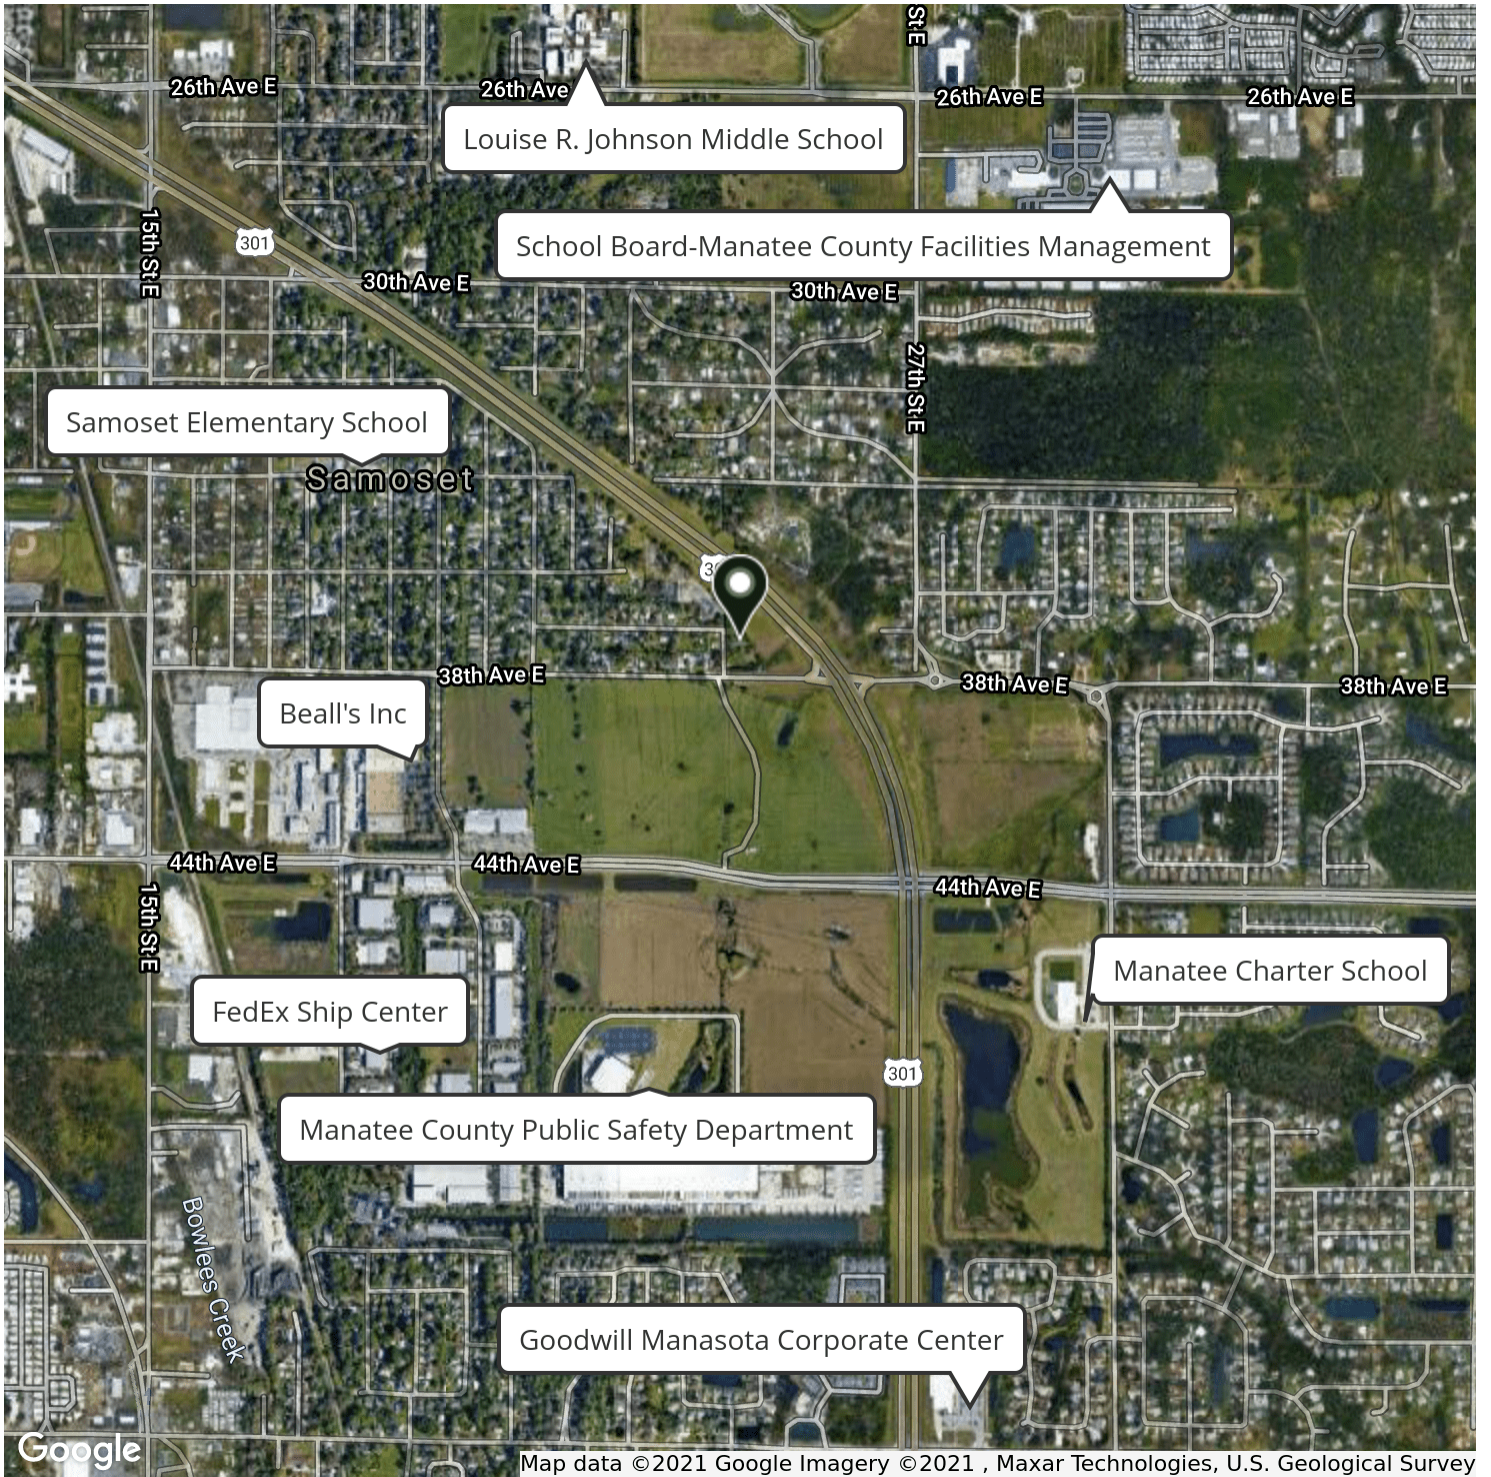 St E
26th Ave E
26th Ave
26th Ave E
26th Ave E
Louise R. Johnson Middle School
15th St E
301
School Board-Manatee County Facilities Management
30th Ave E
30th Ave E
27th St E
Samoset Elementary School
Samoset
38th Ave E
38th Ave E
38th Ave E
Beall's Inc
44th Ave E
44th Ave E
44th Ave E
15th St E
Manatee Charter School
FedEx Ship Center
301
Manatee County Public Safety Department
Bowlees Creek
Goodwill Manasota Corporate Center
Google
Map data ©2021 Google Imagery ©2021 , Maxar Technologies, U.S. Geological Survey